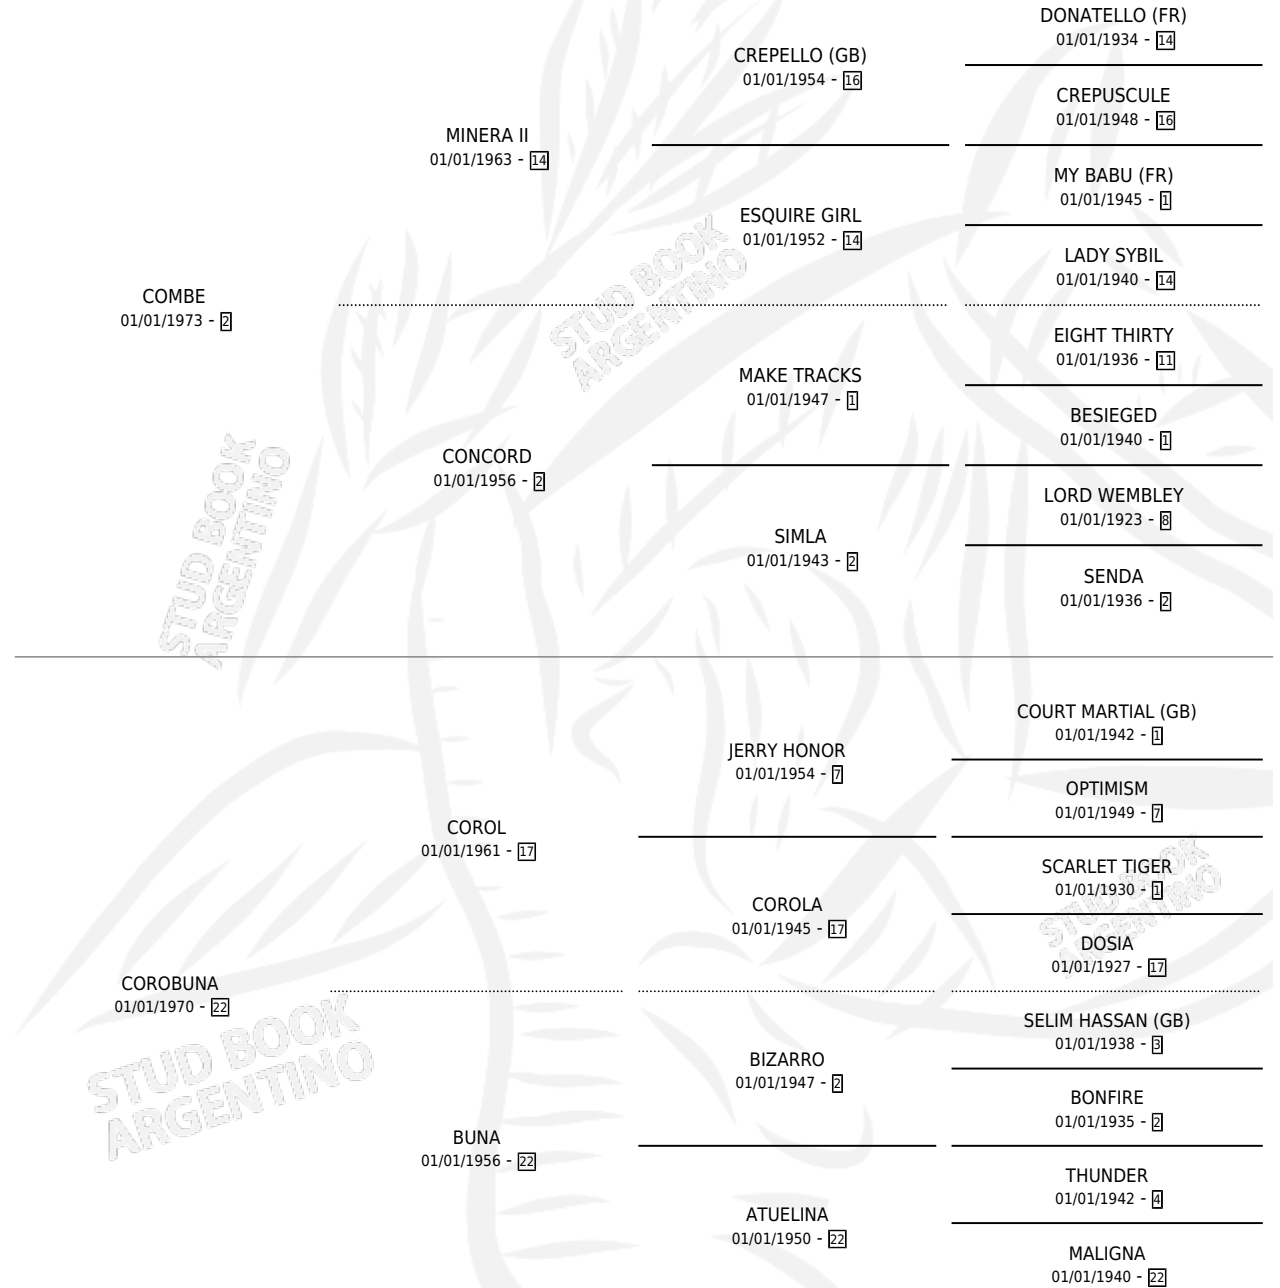 DONATELLO (FR)
01/01/1934 - 14
CREPELLO (GB)
01/01/1954 - 16
CREPUSCULE
01/01/1948 - 16
MINERA II
01/01/1963 - 14
MY BABU (FR)
01/01/1945 - 1
ESQUIRE GIRL
01/01/1952 - 14
LADY SYBIL
01/01/1940 - 14
COMBE
01/01/1973 - 2
EIGHT THIRTY
01/01/1936 - 11
MAKE TRACKS
01/01/1947 - 1
BESIEGED
01/01/1940 - 1
CONCORD
01/01/1956 - 2
LORD WEMBLEY
01/01/1923 - 8
SIMLA
01/01/1943 - 2
SENDA
01/01/1936 - 2
COURT MARTIAL (GB)
01/01/1942 - 1
JERRY HONOR
01/01/1954 - 7
OPTIMISM
01/01/1949 - 7
COROL
01/01/1961 - 17
SCARLET TIGER
01/01/1930 - 1
COROLA
01/01/1945 - 17
DOSIA
01/01/1927 - 17
COROBUNA
01/01/1970 - 22
SELIM HASSAN (GB)
01/01/1938 - 3
BIZARRO
01/01/1947 - 2
BONFIRE
01/01/1935 - 2
BUNA
01/01/1956 - 22
THUNDER
01/01/1942 - 4
ATUELINA
01/01/1950 - 22
MALIGNA
01/01/1940 - 22
STUD BOOK
ARGENTINO
STUD BOOK
ARGENTINO
STUD BOOK
ARGENTINO
STUD BOOK
ARGENTINO